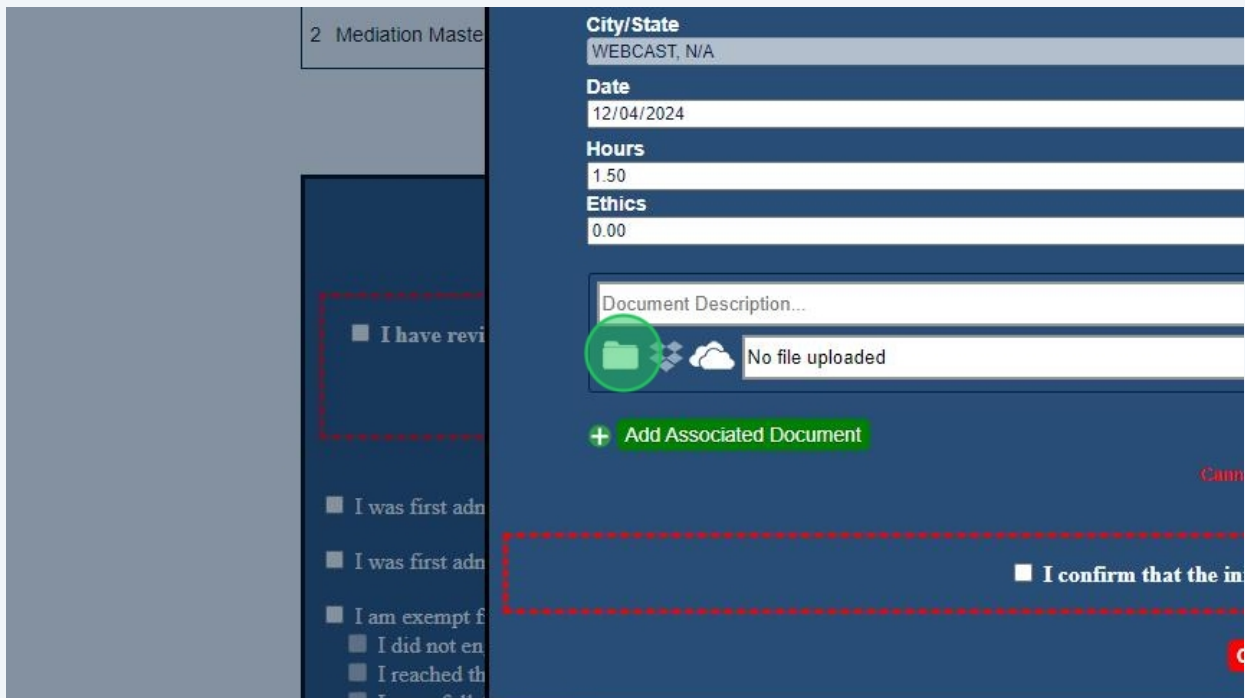 2 Mediation Maste
City/State
WEBCAST, N/A
Date
12/04/2024
Hours
1.50
Ethics
0.00
Document Description...
No file uploaded
Add Associated Document
I have revi
I was first adn
I was first adn
I am exempt f
I did not en
I reached th
Cann
I confirm that the in